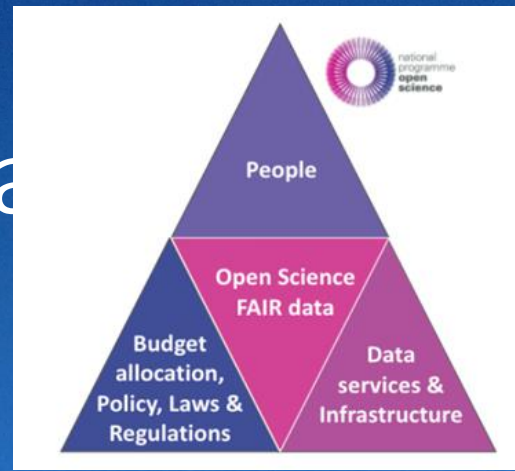 national
programme
open
science
a
People
Open Science
FAIR data
Budget
allocation,
Policy, Laws &
Regulations
Data
services &
Infrastructure